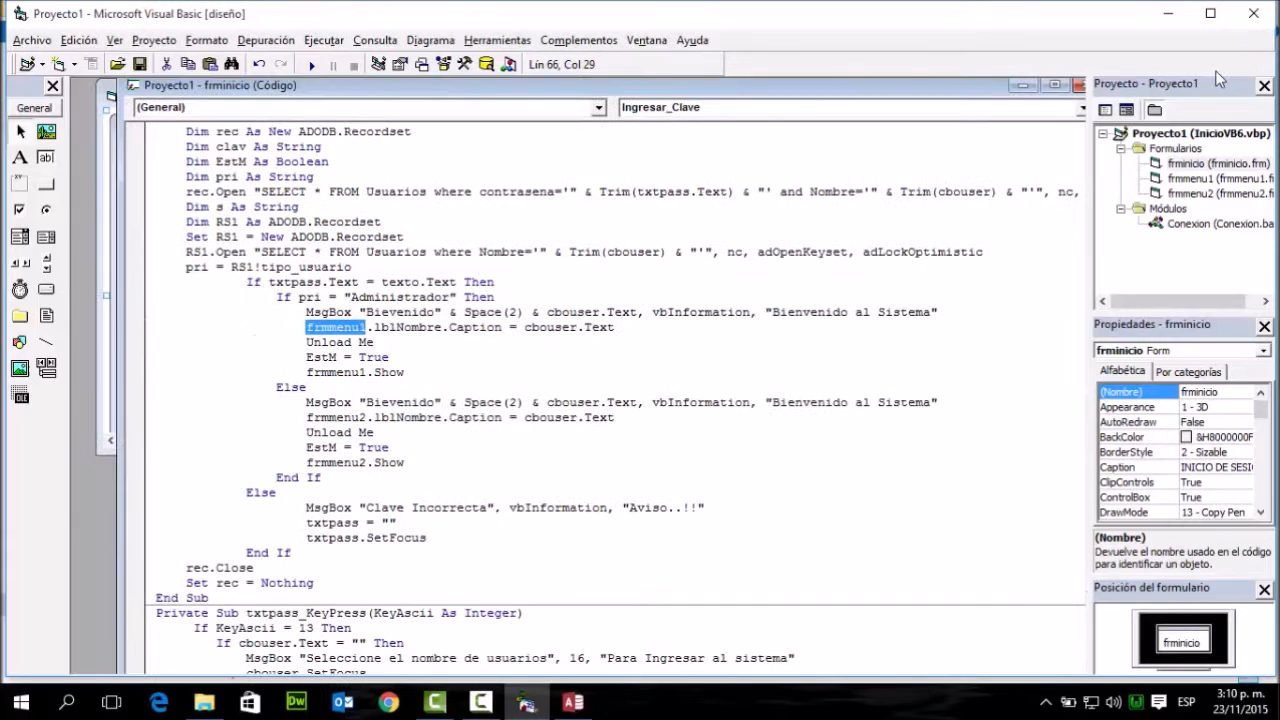 Proyecto1 - Microsoft Visual Basic [diseño]
Archivo Edición Ver Proyecto Formato Depuración Ejecutar Consulta Diagrama Herramientas Complementos Ventana Ayuda
Lín 66, Col 29
General
Proyecto1 - frminicio (Código)
(General) Ingresar_Clave
Dim rec As New ADODB.Recordset
Dim clav As String
Dim EstM As Boolean
Dim pri As String
rec.Open "SELECT * FROM Usuarios where contrasena='" & Trim(txtpass.Text) & "' and Nombre='" & Trim(cbouser) & "'", nc,
Dim s As String
Dim RS1 As ADODB.Recordset
Set RS1 = New ADODB.Recordset
RS1.Open "SELECT * FROM Usuarios where Nombre='" & Trim(cbouser) & "'", nc, adOpenKeyset, adLockOptimistic
pri = RS1!tipo_usuario
If txtpass.Text = texto.Text Then
If pri = "Administrador" Then
MsgBox "Bievenido" & Space(2) & cbouser.Text, vbInformation, "Bienvenido al Sistema"
frmmenu1.lblNombre.Caption = cbouser.Text
Unload Me
EstM = True
frmmenu1.Show
Else
MsgBox "Bievenido" & Space(2) & cbouser.Text, vbInformation, "Bienvenido al Sistema"
frmmenu2.lblNombre.Caption = cbouser.Text
Unload Me
EstM = True
frmmenu2.Show
End If
Else
MsgBox "Clave Incorrecta", vbInformation, "Aviso..!!"
txtpass = ""
txtpass.SetFocus
End If
rec.Close
Set rec = Nothing
End Sub
Private Sub txtpass_KeyPress(KeyAscii As Integer)
If KeyAscii = 13 Then
If cbouser.Text = "" Then
MsgBox "Seleccione el nombre de usuarios", 16, "Para Ingresar al sistema"
cbouser.SetFocus
Proyecto - Proyecto1
Proyecto1 (InicioVB6.vbp)
Formularios
frminicio (frminicio.frm)
frmmenu1 (frmmenu1.f
frmmenu2 (frmmenu2.f
Módulos
Conexion (Conexion.ba
Propiedades - frminicio
frminicio Form
Alfabética Por categorías
(Nombre) frminicio
Appearance 1 - 3D
AutoRedraw False
BackColor &H8000000F
BorderStyle 2 - Sizable
Caption INICIO DE SESI
ClipControls True
ControlBox True
DrawMode 13 - Copy Pen
(Nombre)
Devuelve el nombre usado en el código
para identificar un objeto.
Posición del formulario
frminicio
ESP
3:10 p. m.
23/11/2015